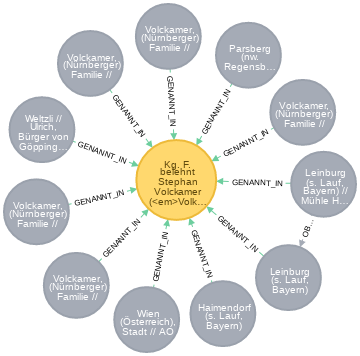 Volckamer,
(Nürnberger)
Familie //
Parsberg
(nw.
Regensb...
Volckamer,
(Nürnberger)
Familie //
Leinburg
(s. Lauf,
Bayern) //
Mühle H...
Leinburg
(s. Lauf,
Bayern)
Haimendorf
(s. Lauf,
Bayern)
Wien
(Österreich),
Stadt // AO
Volckamer,
(Nürnberger)
Familie //
Volckamer,
(Nürnberger)
Familie //
Weltzli //
Ulrich,
Bürger von
Göpping...
Volckamer,
(Nürnberger)
Familie //
Kg. F.
belehnt
Stephan
Volckamer
(<em>Volk...
GENANNT_IN
GENANNT_IN
GENANNT_IN
GENANNT_IN
GENANNT_IN
GENANNT_IN
GENANNT_IN
GENANNT_IN
GENANNT_IN
GENANNT_IN
GENANNT_IN
OB...